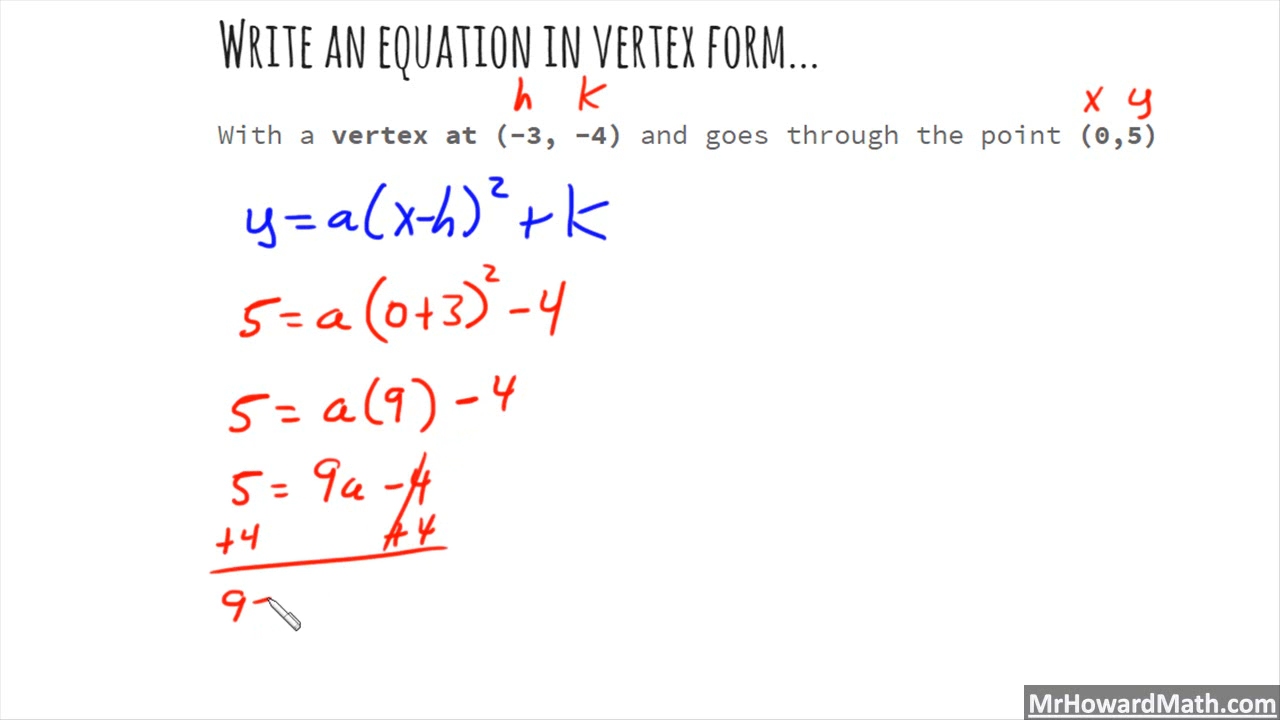 WRITE AN EQUATION IN VERTEX FORM...
h k x y
With a vertex at (-3, -4) and goes through the point (0,5)
y = a(x-h)² + k
5 = a(0+3)² - 4
5 = a(9) - 4
5 = 9a - 4
+4 +4
9
MrHowardMath.com